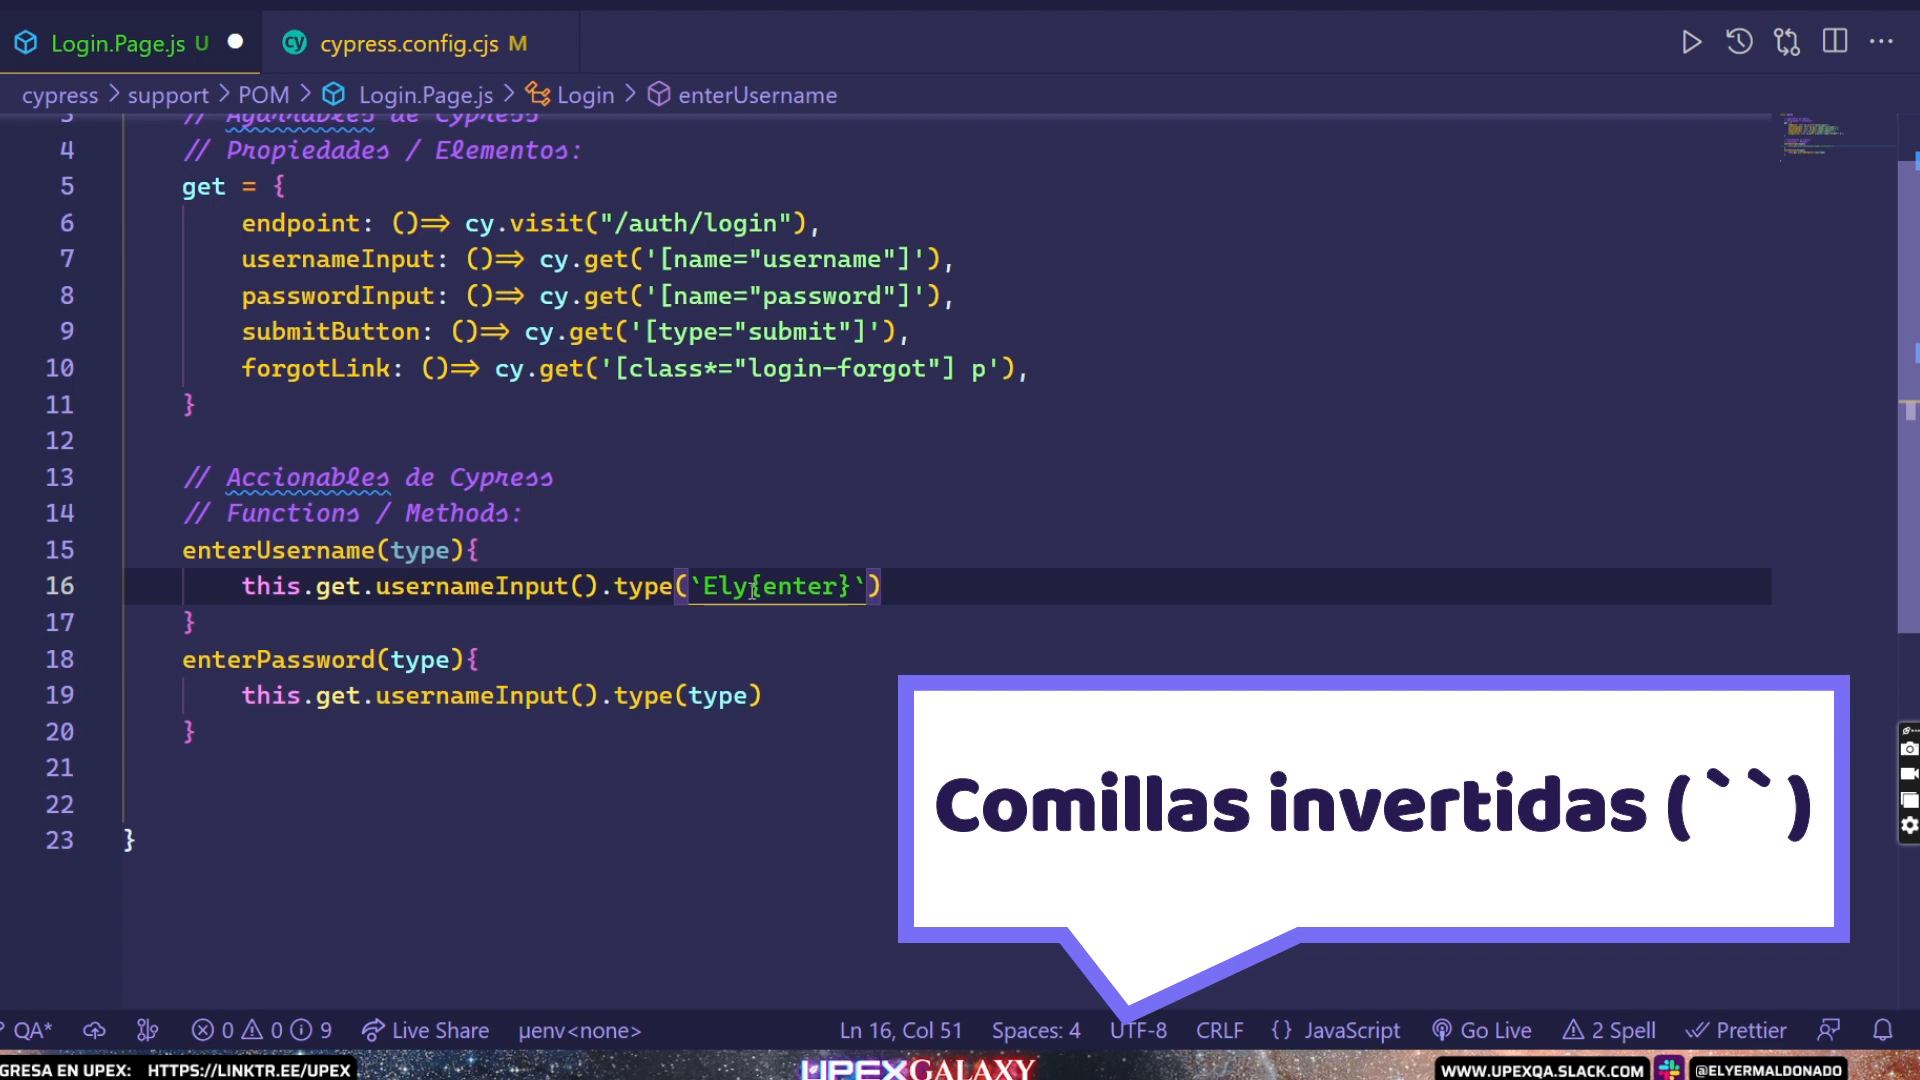 Login.Page.js U
cypress.config.cjs M
cypress > support > POM > Login.Page.js > Login > enterUsername
3 // Agarrables de Cypress
4 // Propiedades / Elementos:
5 get = {
6 endpoint: ()=> cy.visit("/auth/login"),
7 usernameInput: ()=> cy.get('[name="username"]'),
8 passwordInput: ()=> cy.get('[name="password"]'),
9 submitButton: ()=> cy.get('[type="submit"]'),
10 forgotLink: ()=> cy.get('[class*="login-forgot"] p'),
11 }
12
13 // Accionables de Cypress
14 // Functions / Methods:
15 enterUsername(type){
16 this.get.usernameInput().type(`Ely{enter}`)
17 }
18 enterPassword(type){
19 this.get.usernameInput().type(type)
20 }
21
22
23 }
Comillas invertidas (``)
QA* 0 0 9 Live Share µenv<none> Ln 16, Col 51 Spaces: 4 UTF-8 CRLF {} JavaScript Go Live 2 Spell Prettier
GRESA EN UPEX: HTTPS://LINKTR.EE/UPEX UPEXGALAXY WWW.UPEXQA.SLACK.COM @ELYERMALDONADO